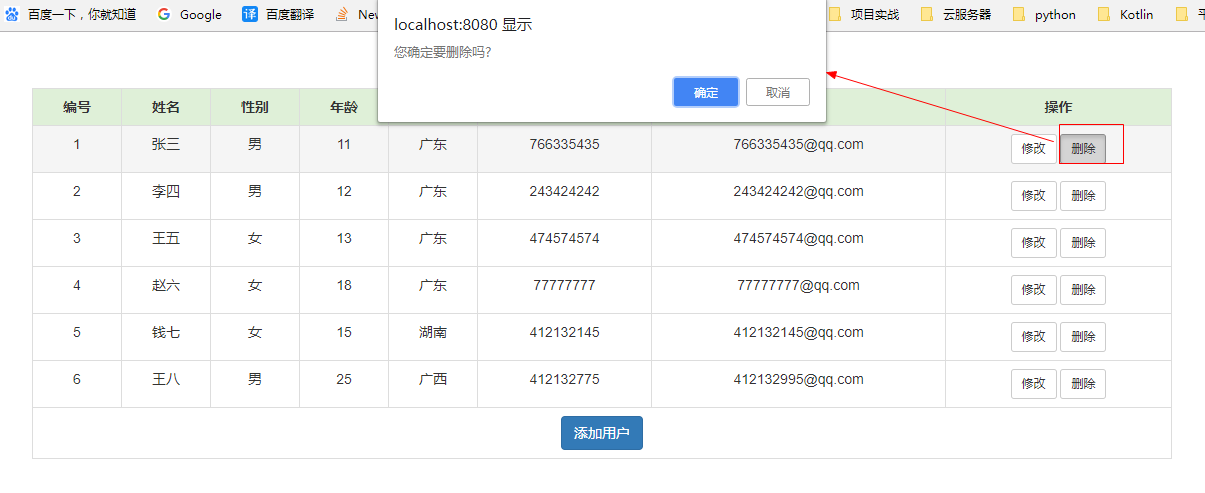 百度一下，你就知道 Google 译 百度翻译 Nev 项目实战 云服务器 python Kotlin
localhost:8080 显示
您确定要删除吗?
确定 取消
编号 姓名 性别 年龄 操作
1 张三 男 11 广东 766335435 766335435@qq.com 修改 删除
2 李四 男 12 广东 243424242 243424242@qq.com 修改 删除
3 王五 女 13 广东 474574574 474574574@qq.com 修改 删除
4 赵六 女 18 广东 77777777 77777777@qq.com 修改 删除
5 钱七 女 15 湖南 412132145 412132145@qq.com 修改 删除
6 王八 男 25 广西 412132775 412132995@qq.com 修改 删除
添加用户